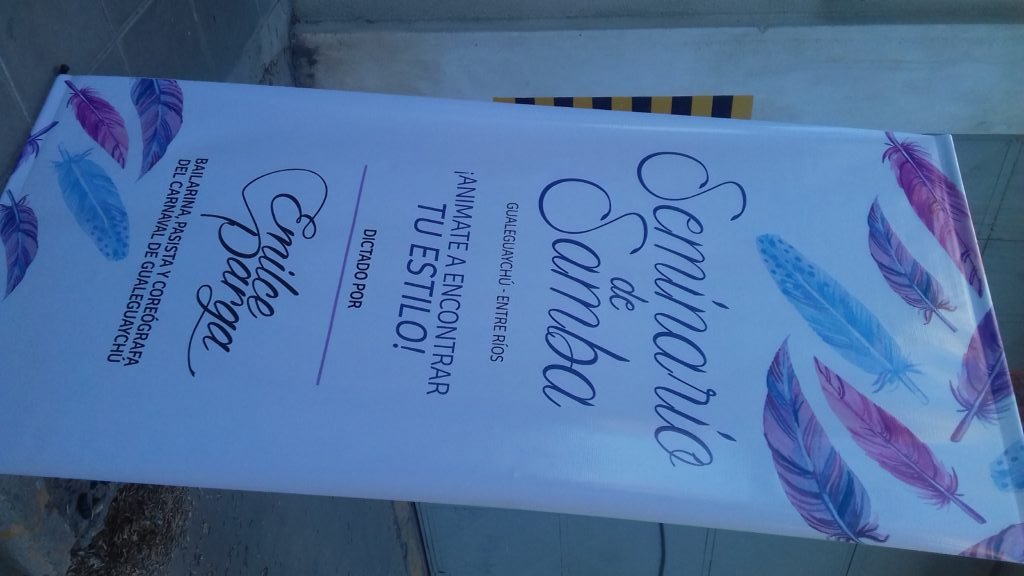 Seminario
de
Samba
GUALEGUAYCHÚ - ENTRE RÍOS
¡ANIMATE A ENCONTRAR
TU ESTILO!
DICTADO POR
Emilce
Parga
BAILARINA, PASISTA Y COREÓGRAFA
DEL CARNAVAL DE GUALEGUAYCHÚ